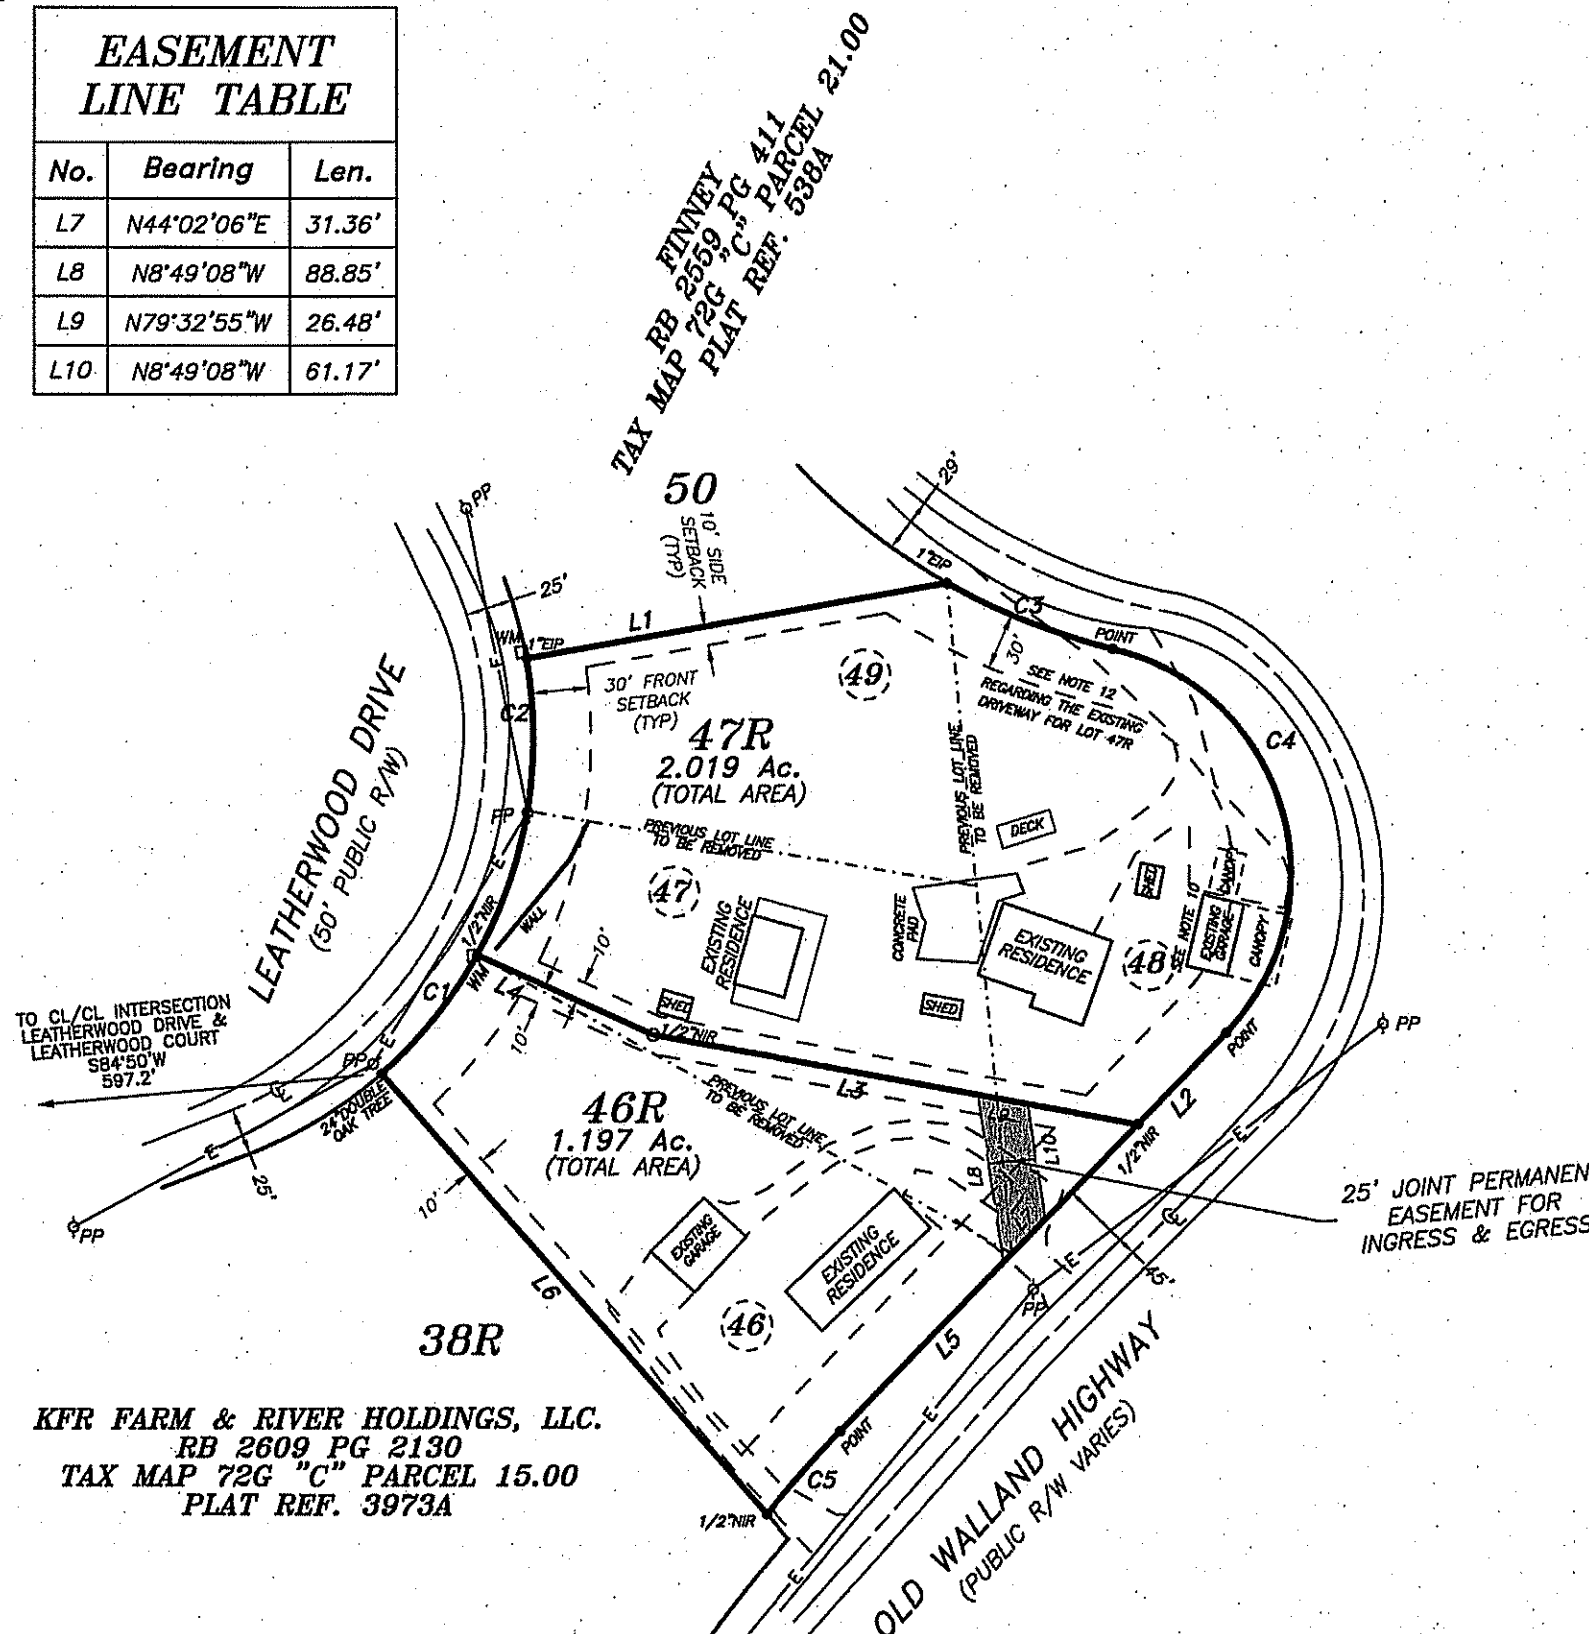 EASEMENT
LINE TABLE
No. Bearing Len.
L7 N44°02'06"E 31.36'
L8 N8°49'08"W 88.85'
L9 N79°32'55"W 26.48'
L10 N8°49'08"W 61.17'
FINNEY
RB 2559 PG 411
TAX MAP 72G "C" PARCEL 21.00
PLAT REF. 538A
50
10' SIDE
SETBACK
(TYP)
29'
1"EIP
PP
25'
WM
1"EIP
E
L1
C3
POINT
30'
SEE NOTE 12
REGARDING THE EXISTING
DRIVEWAY FOR LOT 47R
49
30' FRONT
SETBACK
(TYP)
C2
47R
2.019 Ac.
(TOTAL AREA)
C4
LEATHERWOOD DRIVE
(50' PUBLIC R/W)
PREVIOUS LOT LINE
TO BE REMOVED
PREVIOUS LOT LINE
TO BE REMOVED
PP
E
DECK
47
WALL
1/2"NIR
WM
EXISTING
RESIDENCE
CONCRETE
PAD
EXISTING
RESIDENCE
SHED
48
SEE NOTE 10
CANOPY
EXISTING
GARAGE
CANOPY
10'
SHED
SHED
C1
L4
10'
1/2"NIR
POINT
PP
TO CL/CL INTERSECTION
LEATHERWOOD DRIVE &
LEATHERWOOD COURT
S84°50'W
597.2'
PP
E
24"DOUBLE
OAK TREE
E
E
25'
PP
46R
1.197 Ac.
(TOTAL AREA)
PREVIOUS LOT LINE
TO BE REMOVED
L3
L9
L10
L8
L7
L2
1/2"NIR
E
25' JOINT PERMANEN
EASEMENT FOR
INGRESS & EGRESS
10'
EXISTING
GARAGE
EXISTING
RESIDENCE
E
E
45'
PP
L6
46
L5
38R
KFR FARM & RIVER HOLDINGS, LLC.
RB 2609 PG 2130
TAX MAP 72G "C" PARCEL 15.00
PLAT REF. 3973A
E
POINT
C5
1/2"NIR
E
OLD WALLAND HIGHWAY
(PUBLIC R/W VARIES)